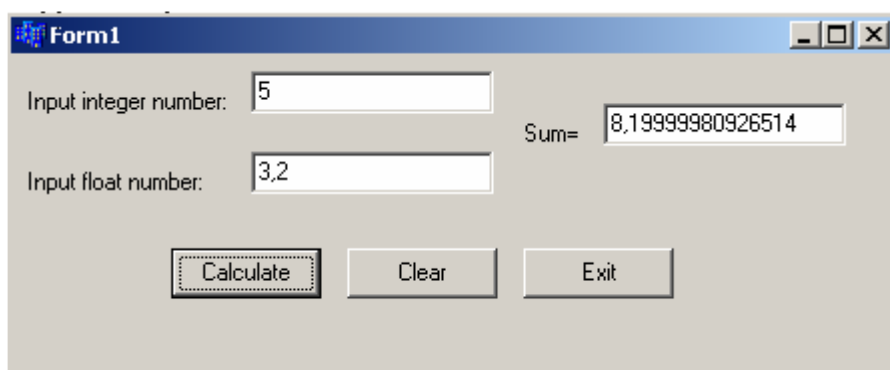 Form1
Input integer number: 5
Sum= 8,19999980926514
Input float number: 3,2
Calculate Clear Exit